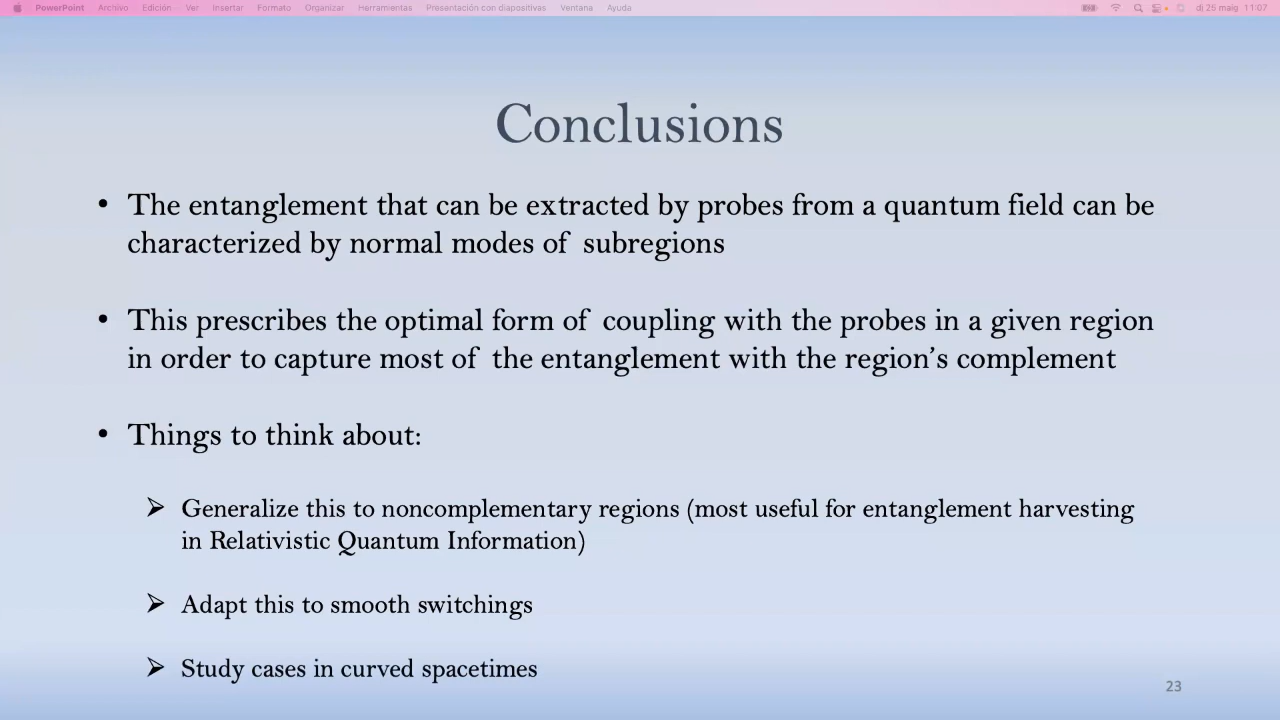 PowerPoint Archivo Edición Ver Insertar Formato Organizar Herramientas Presentación con diapositivas Ventana Ayuda dj 25 maig 11:07
Conclusions
• The entanglement that can be extracted by probes from a quantum field can be
characterized by normal modes of subregions
• This prescribes the optimal form of coupling with the probes in a given region
in order to capture most of the entanglement with the region's complement
• Things to think about:
➢ Generalize this to noncomplementary regions (most useful for entanglement harvesting
in Relativistic Quantum Information)
➢ Adapt this to smooth switchings
➢ Study cases in curved spacetimes
23